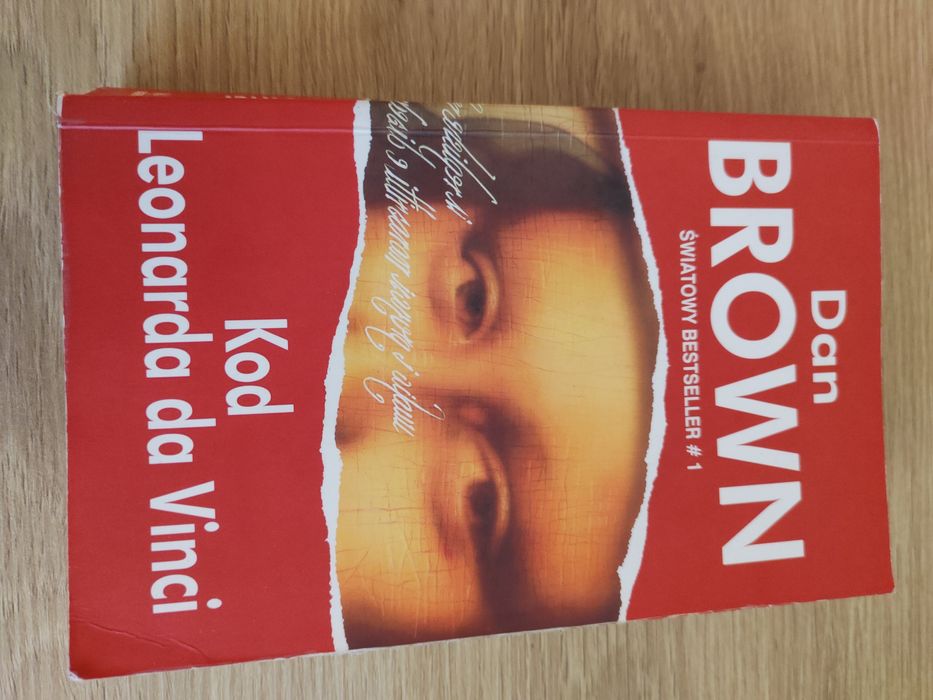 Dan
BROWN
ŚWIATOWY BESTSELLER # 1
Kod
Leonarda da Vinci